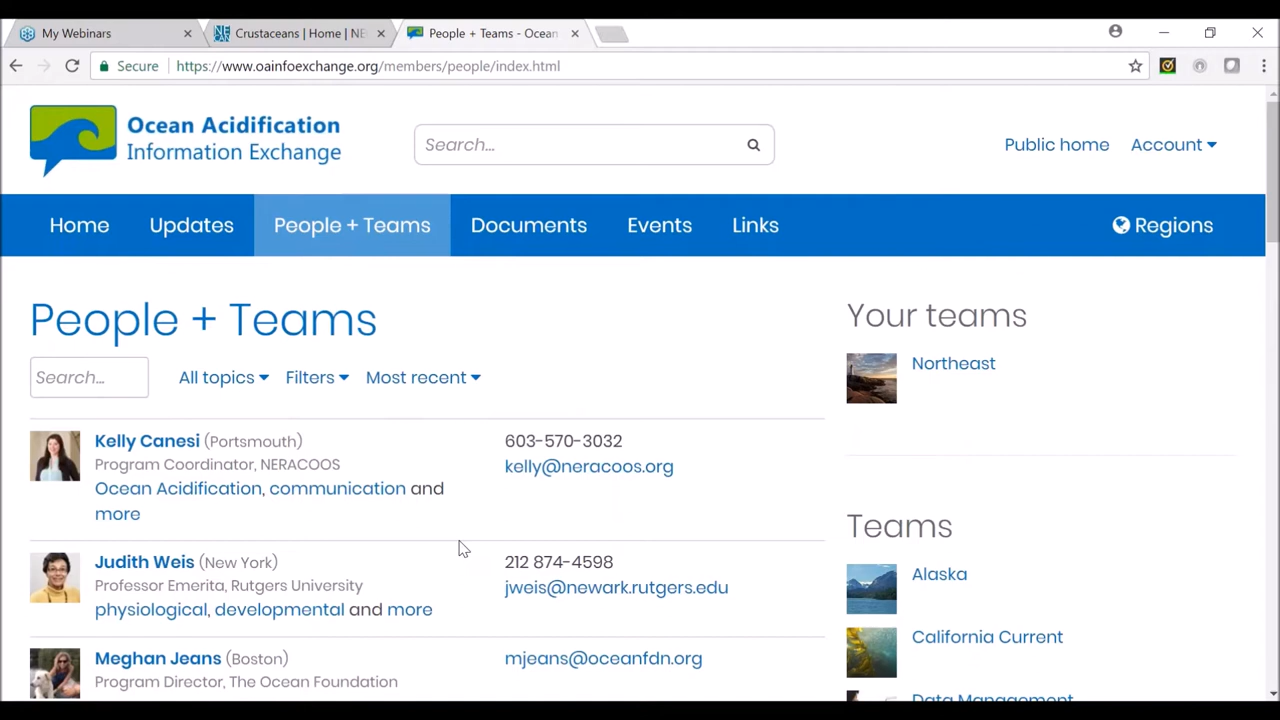 My Webinars
Crustaceans | Home | NE
People + Teams - Ocean
Secure https://www.oainfoexchange.org/members/people/index.html
Ocean Acidification
Information Exchange
Search...
Public home Account
Home Updates People + Teams Documents Events Links Regions
People + Teams
Search... All topics Filters Most recent
Kelly Canesi (Portsmouth) 603-570-3032
Program Coordinator, NERACOOS kelly@neracoos.org
Ocean Acidification, communication and
more
Judith Weis (New York) 212 874-4598
Professor Emerita, Rutgers University jweis@newark.rutgers.edu
physiological, developmental and more
Meghan Jeans (Boston) mjeans@oceanfdn.org
Program Director, The Ocean Foundation
Your teams
Northeast
Teams
Alaska
California Current
Data Management